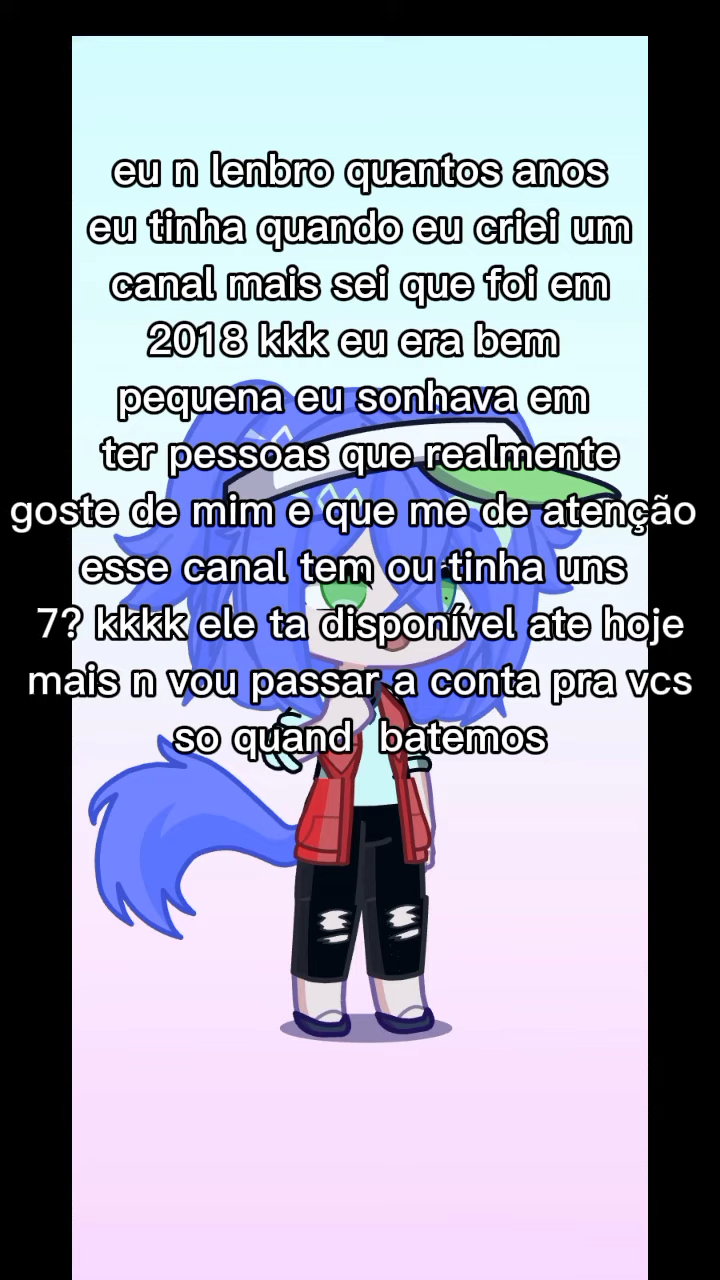 eu n lenbro quantos anos
eu tinha quando eu criei um
canal mais sei que foi em
2018 kkk eu era bem
pequena eu sonhava em
ter pessoas que realmente
goste de mim e que me de atenção
esse canal tem ou tinha uns
7? kkkk ele ta disponível ate hoje
mais n vou passar a conta pra vcs
so quand  batemos